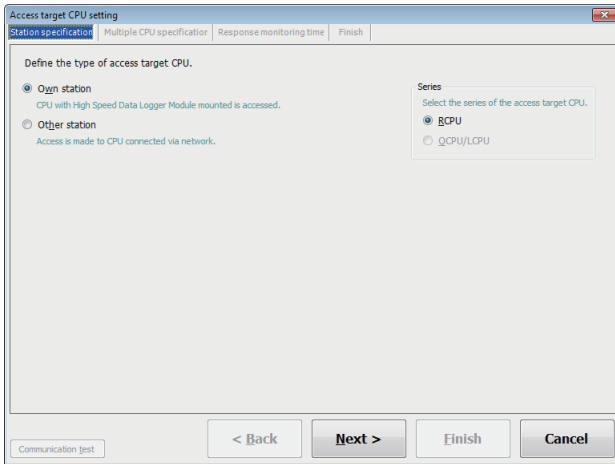 Access target CPU setting
Station specification Multiple CPU specification Response monitoring time Finish
Define the type of access target CPU.
Own station
CPU with High Speed Data Logger Module mounted is accessed.
Other station
Access is made to CPU connected via network.
Series
Select the series of the access target CPU.
RCPU
QCPU/LCPU
Communication test
< Back
Next >
Finish
Cancel